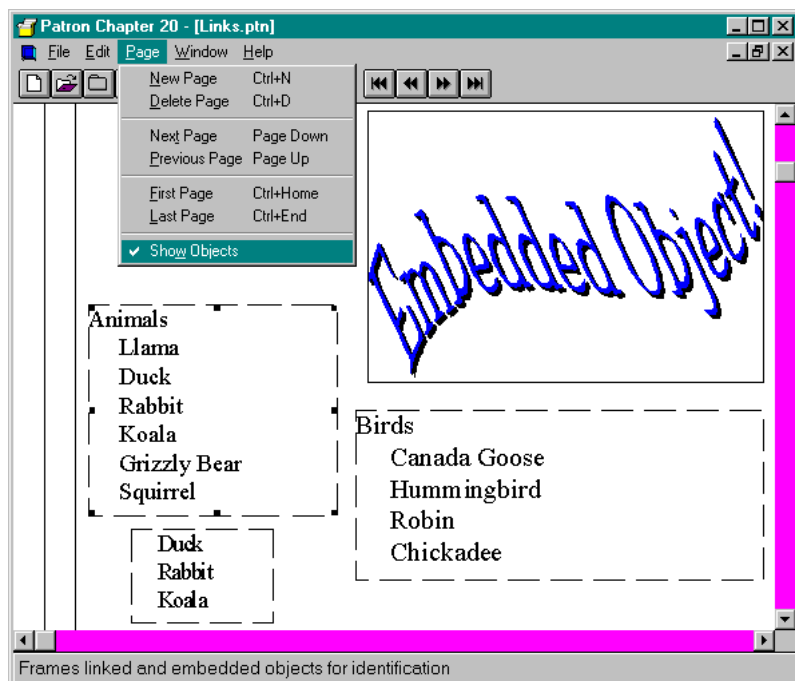 Patron Chapter 20 - [Links.ptn]
File Edit Page Window Help
New Page Ctrl+N
Delete Page Ctrl+D
Next Page Page Down
Previous Page Page Up
First Page Ctrl+Home
Last Page Ctrl+End
Show Objects
Embedded Object!
Animals
Llama
Duck
Rabbit
Koala
Grizzly Bear
Squirrel
Duck
Rabbit
Koala
Birds
Canada Goose
Hummingbird
Robin
Chickadee
Frames linked and embedded objects for identification